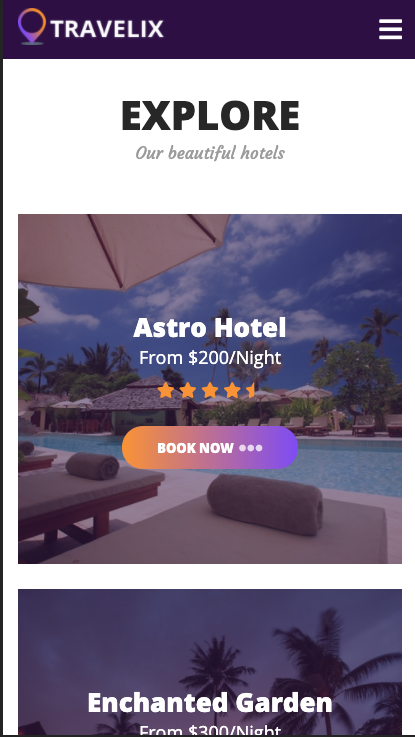 TRAVELIX
EXPLORE
Our beautiful hotels
Astro Hotel
From $200/Night
BOOK NOW
Enchanted Garden
From $300/Night